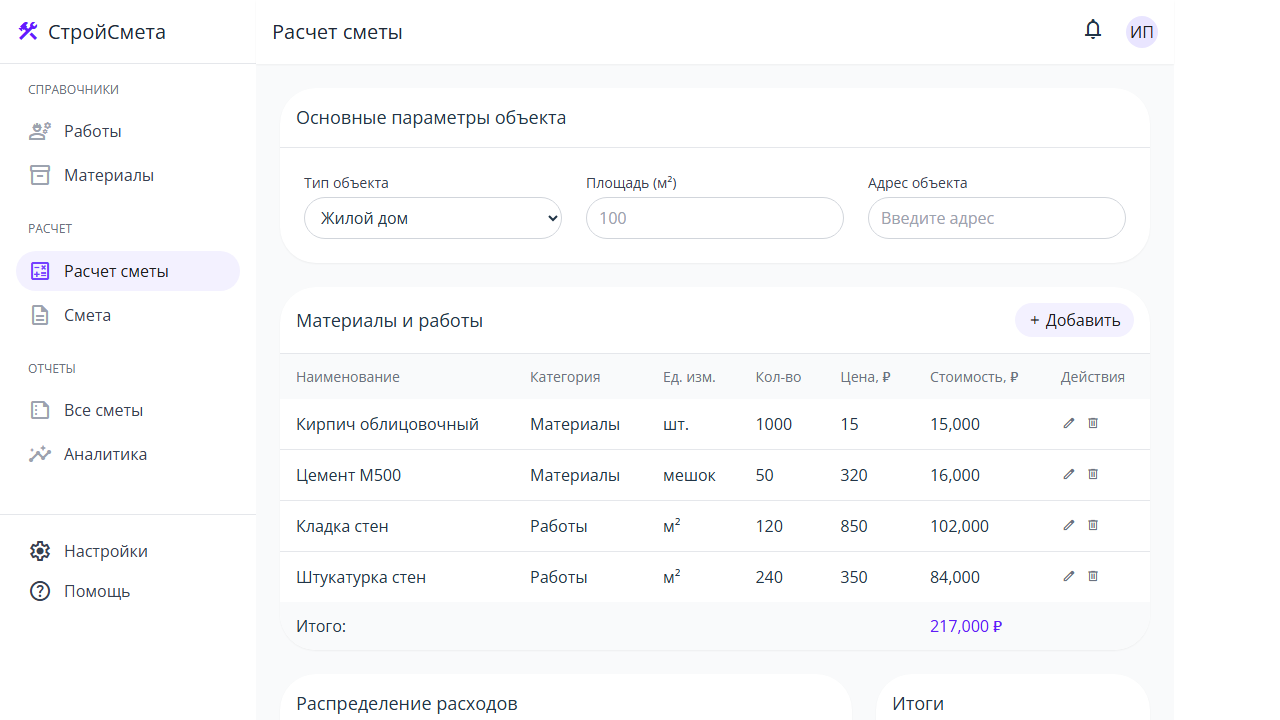 СтройСмета
СПРАВОЧНИКИ
Работы
Материалы
РАСЧЕТ
Расчет сметы
Смета
ОТЧЕТЫ
Все сметы
Аналитика
Настройки
Помощь
Расчет сметы
ИП
Основные параметры объекта
Тип объекта Площадь (м²) Адрес объекта
Жилой дом 100 Введите адрес
Материалы и работы
+ Добавить
Наименование Категория Ед. изм. Кол-во Цена, ₽ Стоимость, ₽ Действия
Кирпич облицовочный Материалы шт. 1000 15 15,000
Цемент М500 Материалы мешок 50 320 16,000
Кладка стен Работы м² 120 850 102,000
Штукатурка стен Работы м² 240 350 84,000
Итого: 217,000 ₽
Распределение расходов
Итоги